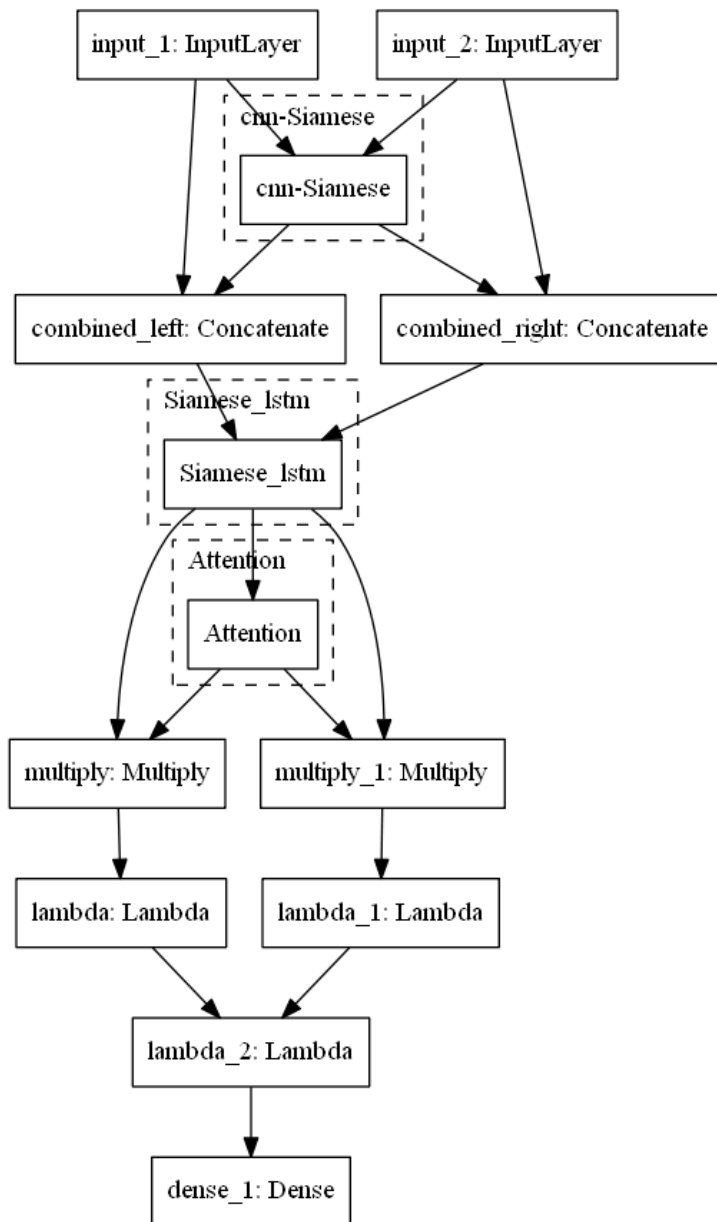 input_1: InputLayer
input_2: InputLayer
cnn-Siamese
cnn-Siamese
combined_left: Concatenate
combined_right: Concatenate
Siamese_lstm
Siamese_lstm
Attention
Attention
multiply: Multiply
multiply_1: Multiply
lambda: Lambda
lambda_1: Lambda
lambda_2: Lambda
dense_1: Dense